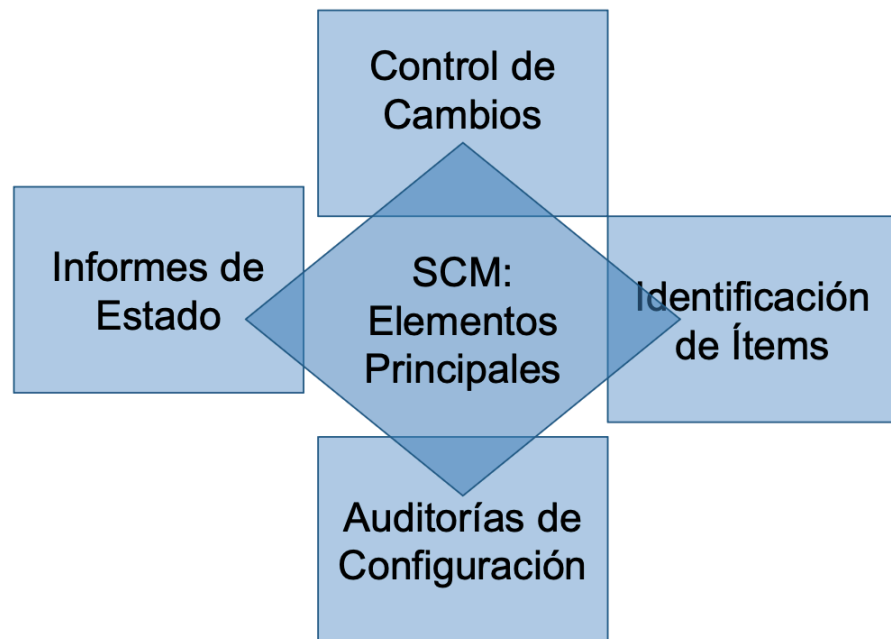 Control de
Cambios
Informes de
Estado
SCM:
Elementos
Principales
Identificación
de Ítems
Auditorías de
Configuración